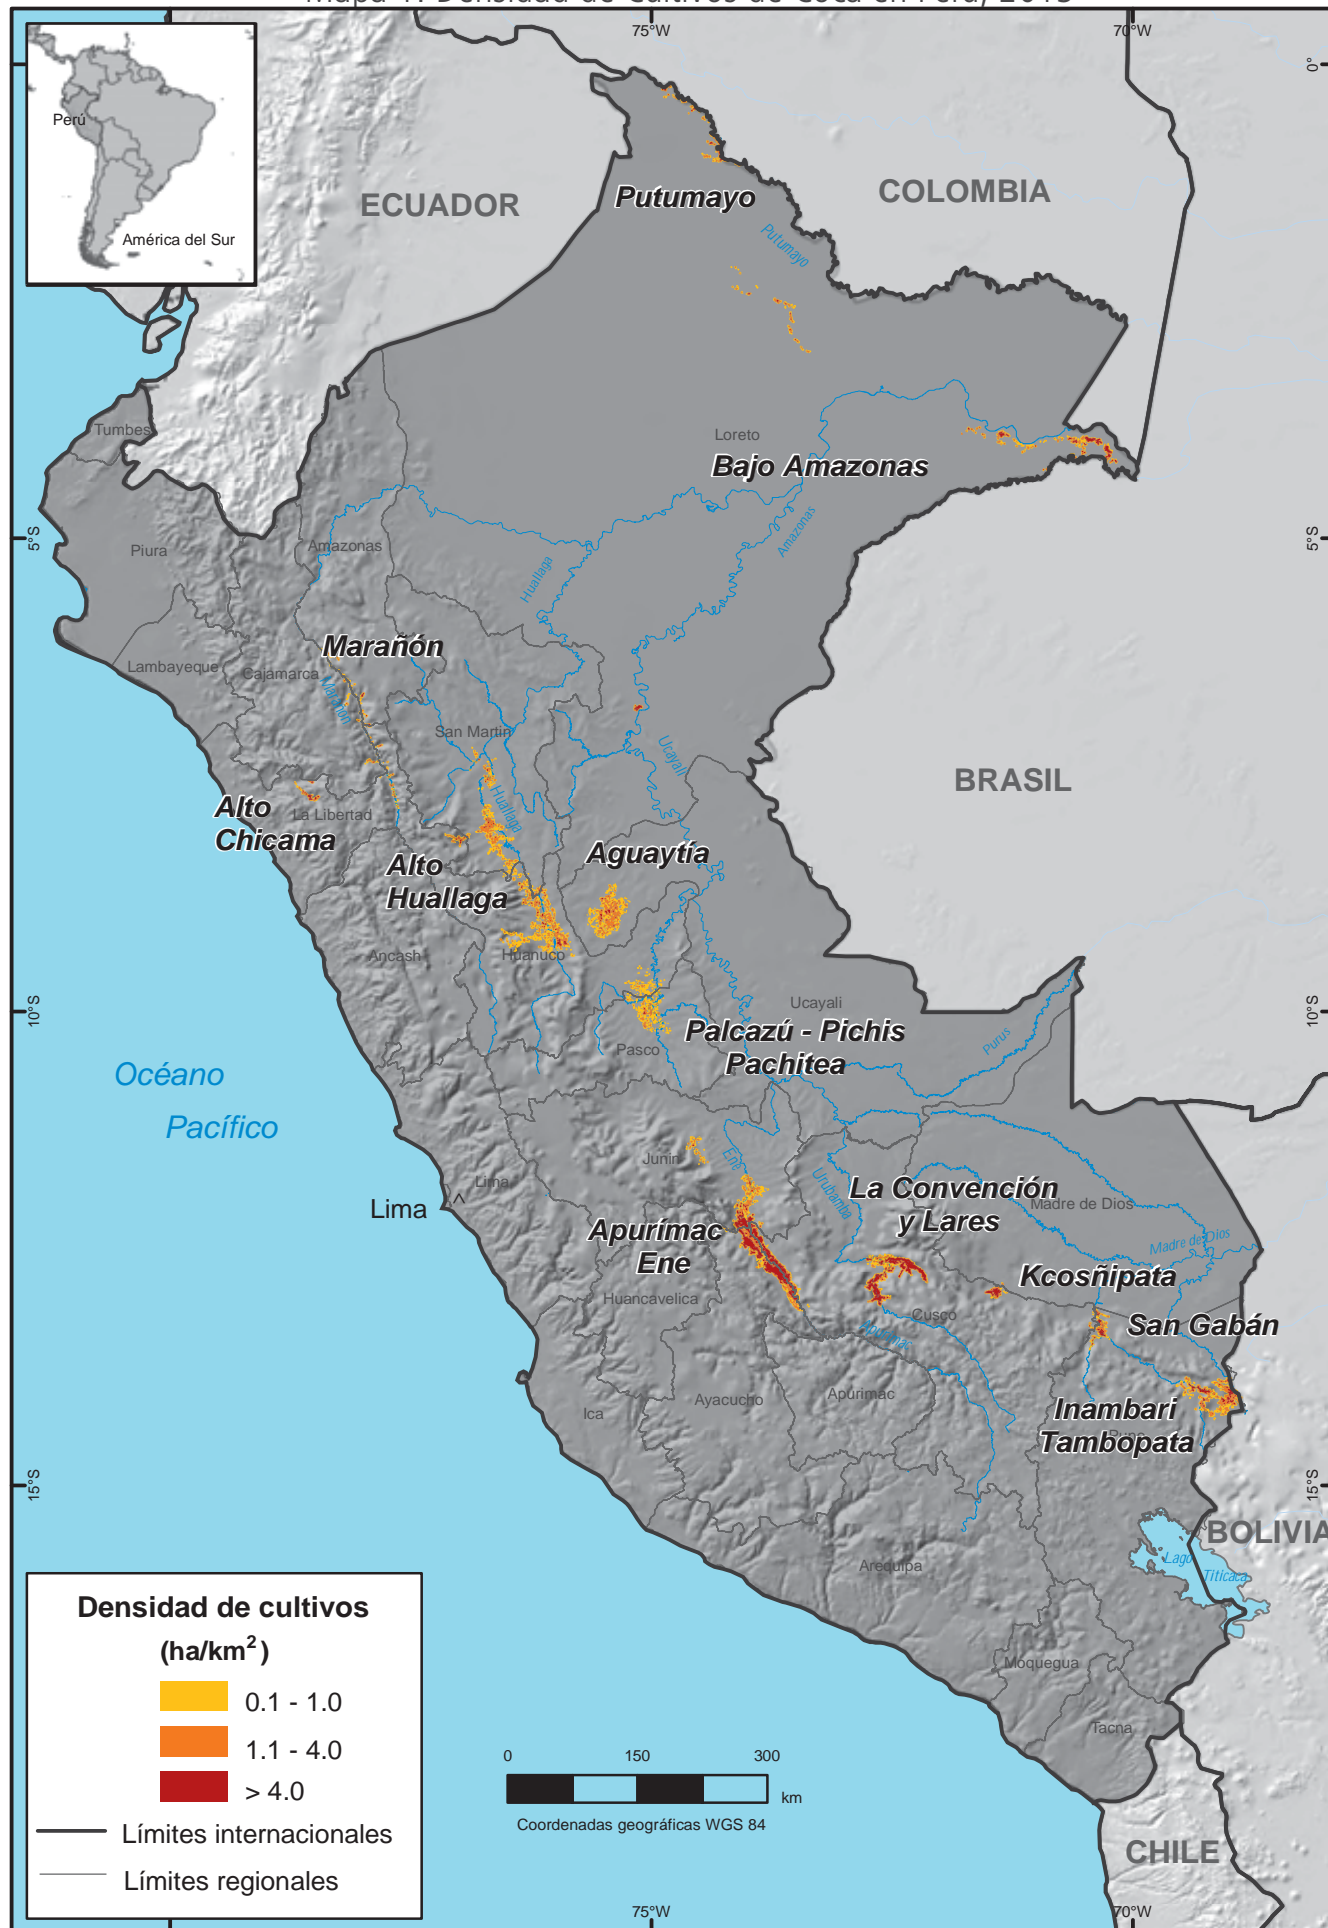 75°W
70°W
0°
Perú
América del Sur
ECUADOR
COLOMBIA
Putumayo
Putumayo
Tumbes
Loreto
Bajo Amazonas
Amazonas
5°S
5°S
Piura
Amazonas
Huallaga
Marañón
Lambayeque
Cajamarca
Marañón
San Martín
Ucayali
BRASIL
Huallaga
Alto
Chicama
La Libertad
Aguaytía
Alto
Huallaga
Ancash
Huanuco
10°S
10°S
Ucayali
Palcazú - Pichis
Pachitea
Pasco
Purus
Océano
Pacífico
Junin
Ene
Urubamba
La Convención
y Lares
Madre de Dios
Lima
Lima
Apurímac
Ene
Madre de Dios
Kcosñipata
Huancavelica
Cusco
San Gabán
Apurimac
Ayacucho
Apurimac
Ica
Inambari
Tambopata
Puno
15°S
15°S
BOLIVIA
Lago
Titicaca
Arequipa
Moquegua
Tacna
CHILE
Densidad de cultivos
(ha/km²)
0.1 - 1.0
1.1 - 4.0
> 4.0
Límites internacionales
Límites regionales
0 150 300
km
Coordenadas geográficas WGS 84
75°W
70°W